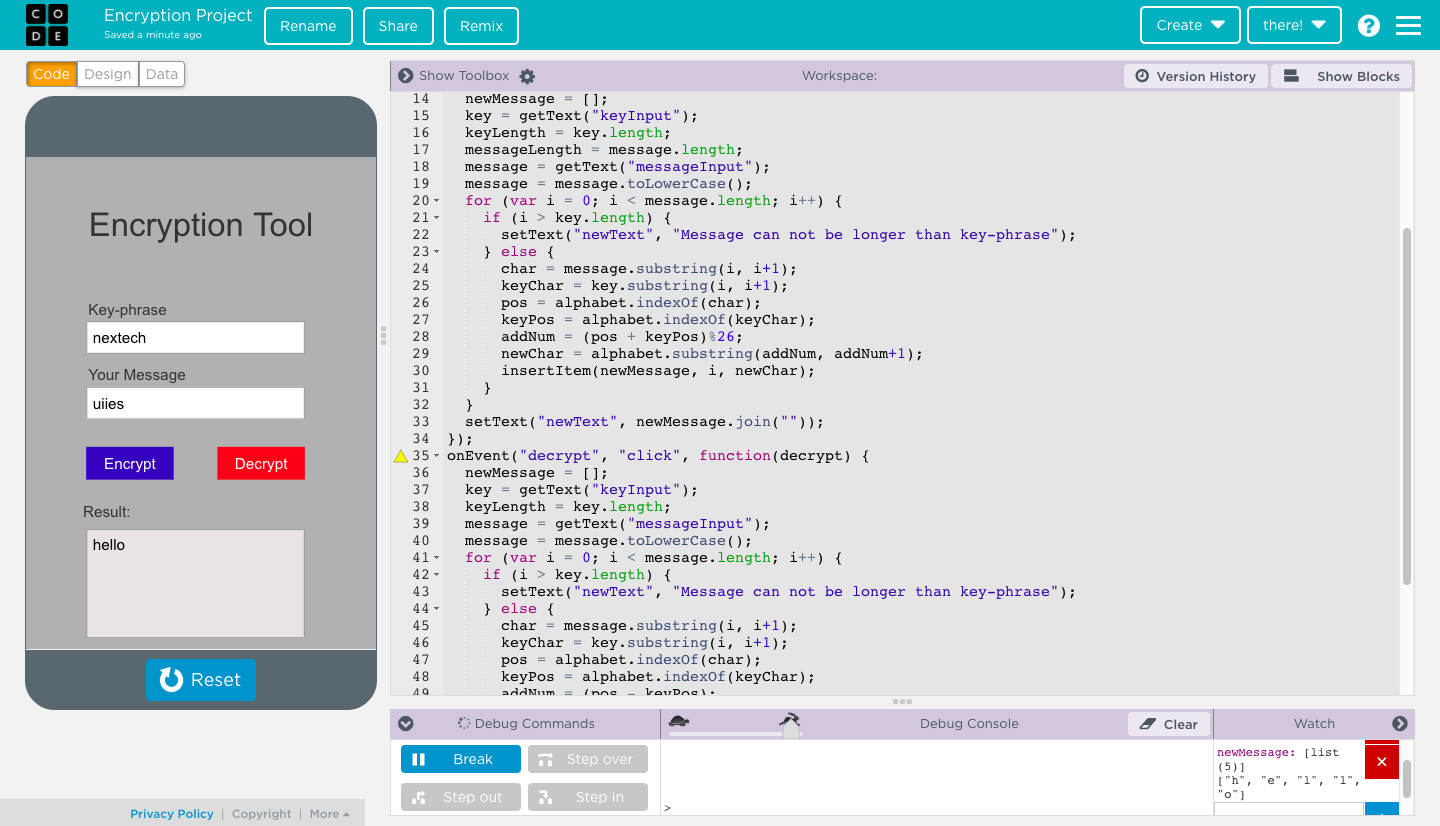 C O
D E
Encryption Project
Saved a minute ago
Rename
Share
Remix
Create
there!
?
Code
Design
Data
Encryption Tool
Key-phrase
nextech
Your Message
uiies
Encrypt
Decrypt
Result:
hello
Reset
Show Toolbox
Workspace:
Version History
Show Blocks
14 newMessage = [];
15 key = getText("keyInput");
16 keyLength = key.length;
17 messageLength = message.length;
18 message = getText("messageInput");
19 message = message.toLowerCase();
20 for (var i = 0; i < message.length; i++) {
21 if (i > key.length) {
22 setText("newText", "Message can not be longer than key-phrase");
23 } else {
24 char = message.substring(i, i+1);
25 keyChar = key.substring(i, i+1);
26 pos = alphabet.indexOf(char);
27 keyPos = alphabet.indexOf(keyChar);
28 addNum = (pos + keyPos)%26;
29 newChar = alphabet.substring(addNum, addNum+1);
30 insertItem(newMessage, i, newChar);
31 }
32 }
33 setText("newText", newMessage.join(""));
34 });
35 onEvent("decrypt", "click", function(decrypt) {
36 newMessage = [];
37 key = getText("keyInput");
38 keyLength = key.length;
39 message = getText("messageInput");
40 message = message.toLowerCase();
41 for (var i = 0; i < message.length; i++) {
42 if (i > key.length) {
43 setText("newText", "Message can not be longer than key-phrase");
44 } else {
45 char = message.substring(i, i+1);
46 keyChar = key.substring(i, i+1);
47 pos = alphabet.indexOf(char);
48 keyPos = alphabet.indexOf(keyChar);
49 addNum = (pos - keyPos);
Debug Commands
Debug Console
Clear
Watch
Break
Step over
Step out
Step in
>
newMessage: [list
(5)]
["h", "e", "l", "l",
"o"]
Privacy Policy | Copyright | More